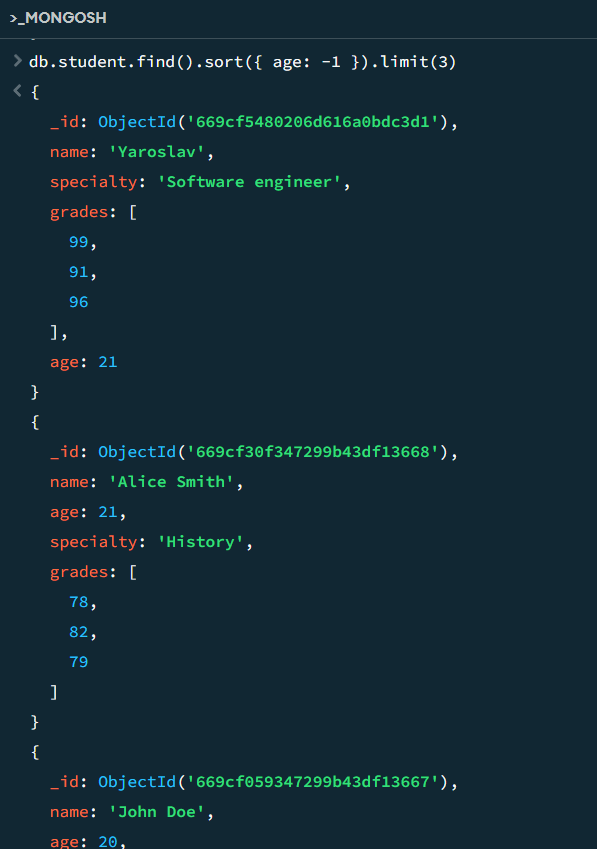 >_MONGOSH
> db.student.find().sort({ age: -1 }).limit(3)
< {
_id: ObjectId('669cf5480206d616a0bdc3d1'),
name: 'Yaroslav',
specialty: 'Software engineer',
grades: [
99,
91,
96
],
age: 21
}
{
_id: ObjectId('669cf30f347299b43df13668'),
name: 'Alice Smith',
age: 21,
specialty: 'History',
grades: [
78,
82,
79
]
}
{
_id: ObjectId('669cf059347299b43df13667'),
name: 'John Doe',
age: 20,